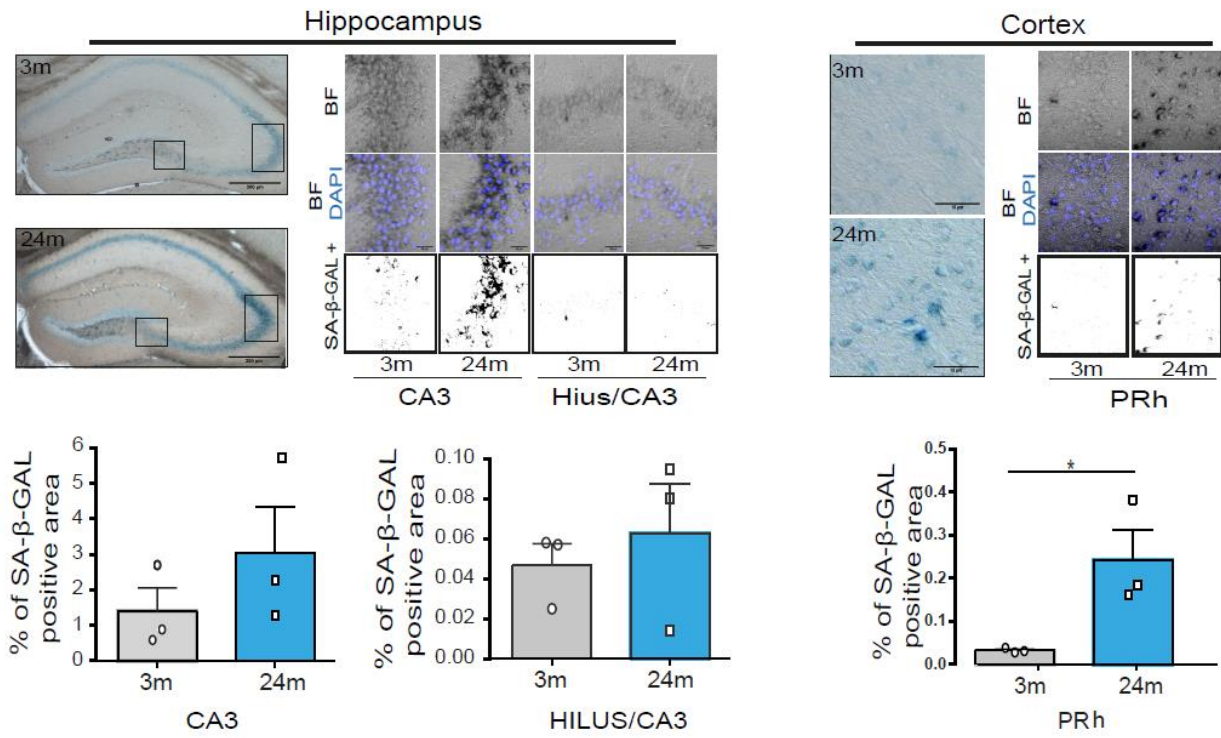 Hippocampus
Cortex
3m
24m
BF
BF
DAPI
SA-β-GAL +
3m 24m 3m 24m
CA3 Hius/CA3
3m
24m
BF
BF
DAPI
SA-β-GAL +
3m 24m
PRh
% of SA-β-GAL
positive area
6
5
4
3
2
1
0
3m 24m
CA3
% of SA-β-GAL
positive area
0.10
0.08
0.06
0.04
0.02
0.00
3m 24m
HILUS/CA3
% of SA-β-GAL
positive area
0.5
0.4
0.2
0.1
0.0
*
3m 24m
PRh